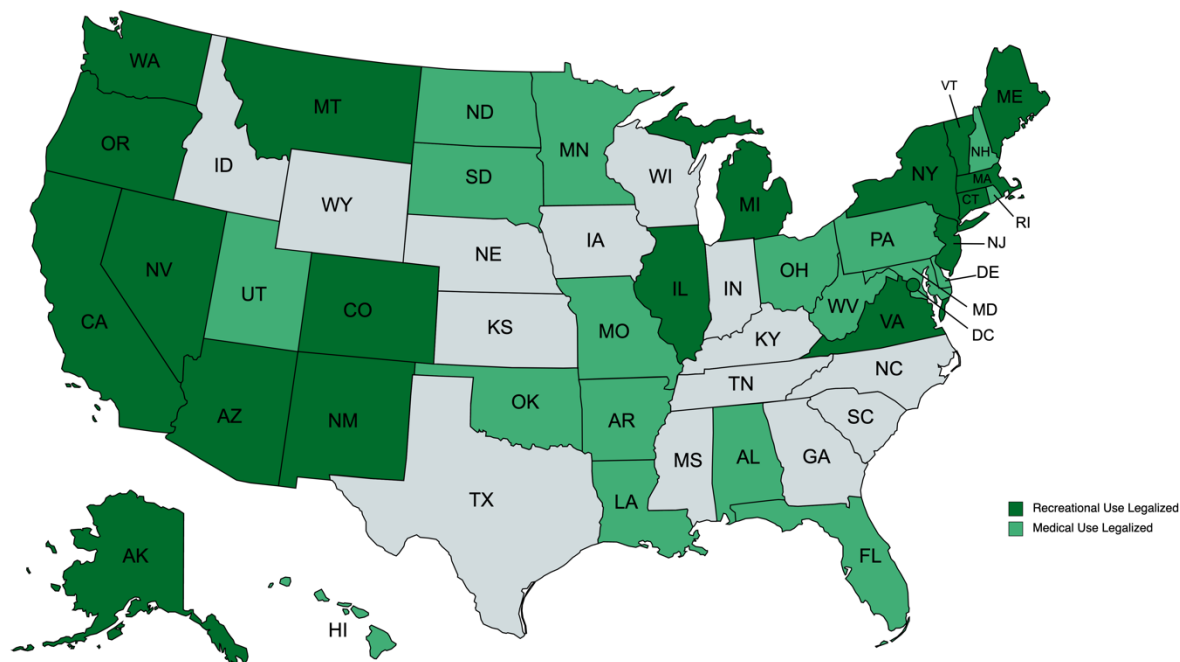 WA
MT
ND
MN
VT
ME
OR
ID
SD
WI
NY
NH
MA
WY
MI
CT
RI
NE
IA
PA
NJ
NV
UT
CO
IL
IN
OH
DE
CA
KS
MO
WV
MD
KY
VA
DC
AZ
NM
OK
AR
TN
NC
SC
MS
AL
GA
TX
LA
Recreational Use Legalized
Medical Use Legalized
AK
FL
HI